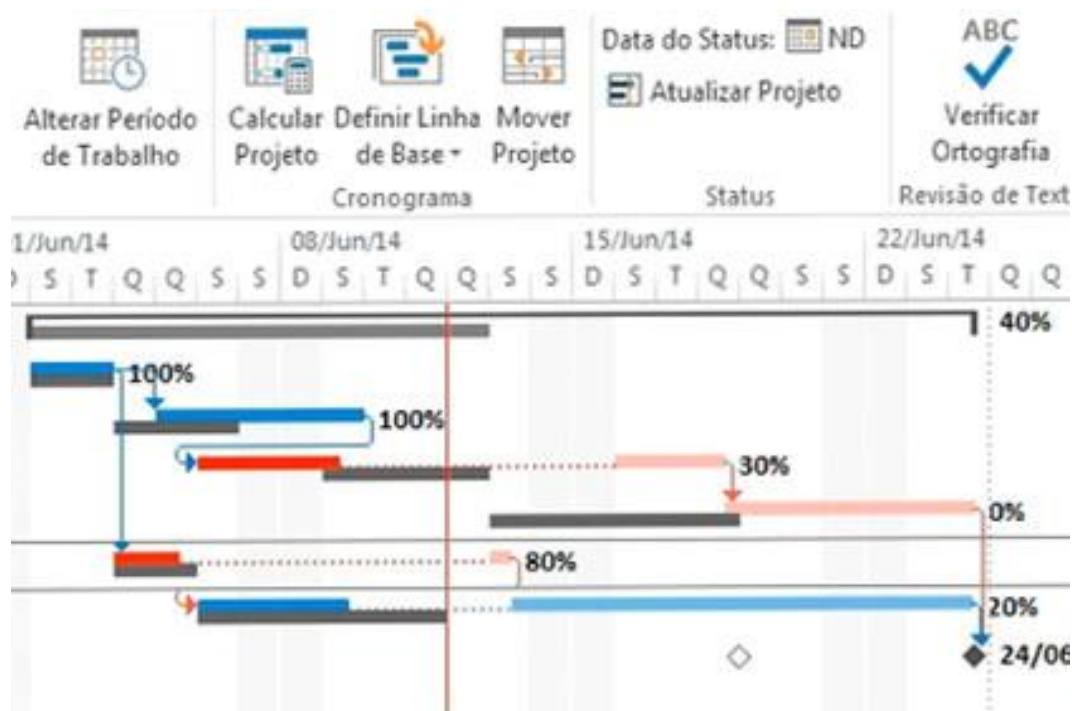 Alterar Período
de Trabalho
Calcular
Projeto
Definir Linha
de Base
Mover
Projeto
Cronograma
Data do Status: ND
Atualizar Projeto
Status
ABC
Verificar
Ortografia
Revisão de Text
1/Jun/14 08/Jun/14 15/Jun/14 22/Jun/14
S T Q Q S S D S T Q Q S S D S T Q Q S S D S T Q Q
40%
100%
100%
30%
0%
80%
20%
24/06